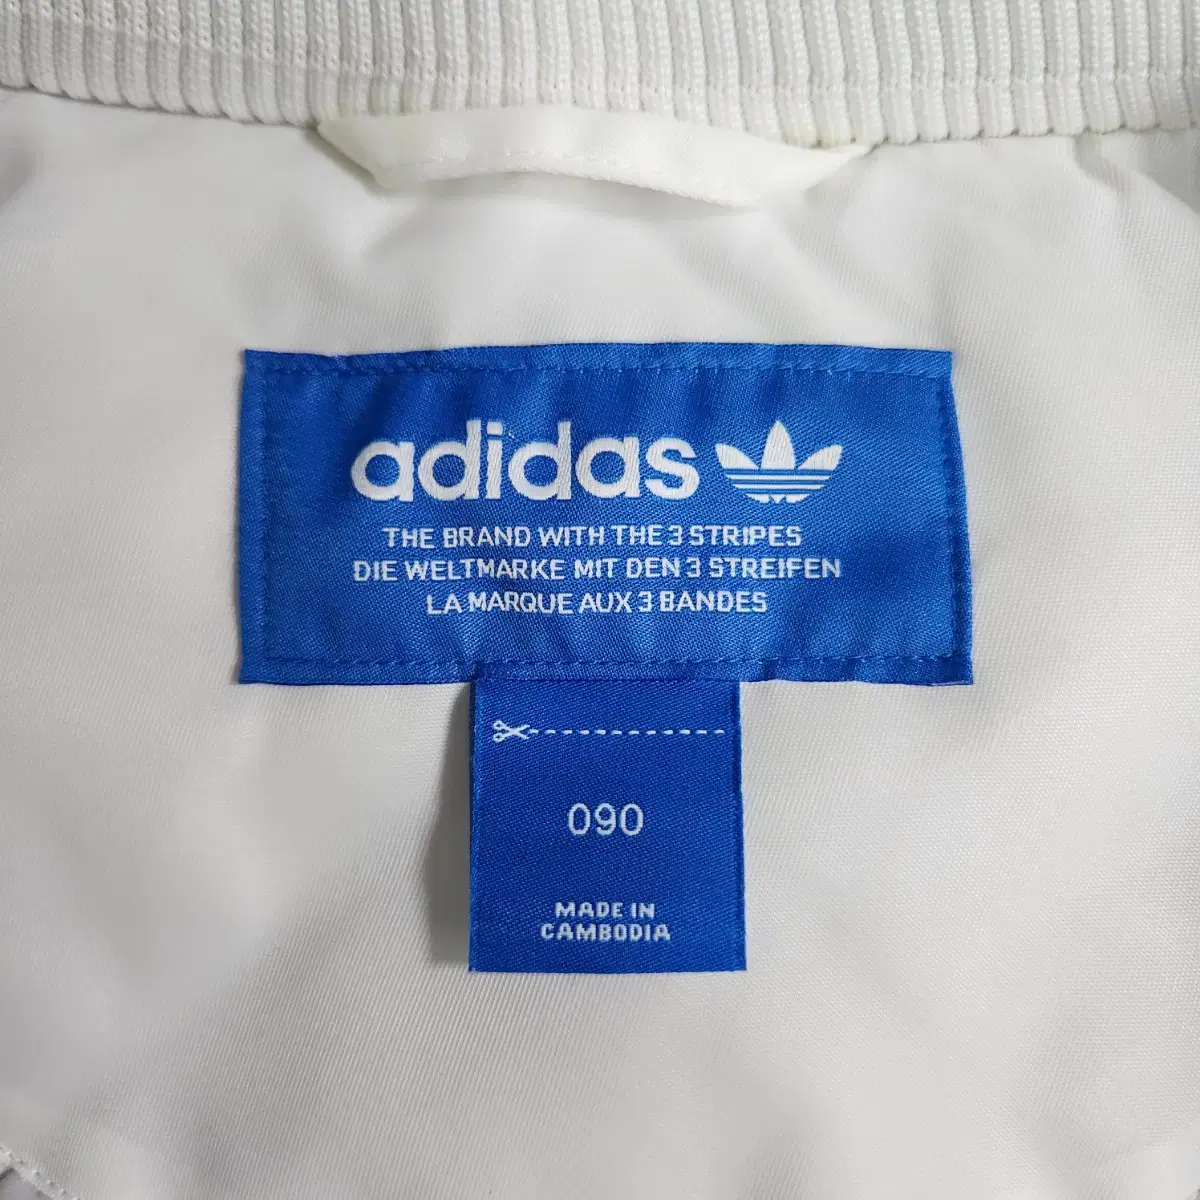 adidas
THE BRAND WITH THE 3 STRIPES
DIE WELTMARKE MIT DEN 3 STREIFEN
LA MARQUE AUX 3 BANDES
090
MADE IN
CAMBODIA